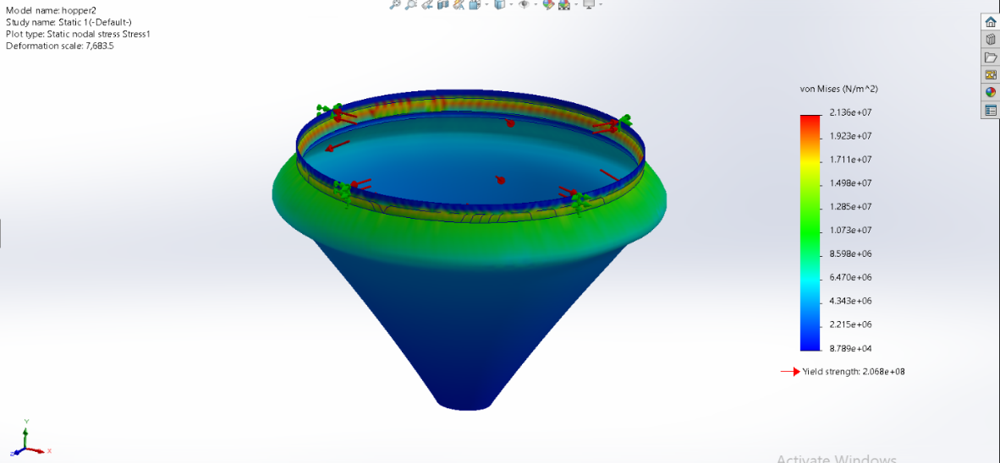 Model name: hopper2
Study name: Static 1(-Default-)
Plot type: Static nodal stress Stress1
Deformation scale: 7,683.5
von Mises (N/m^2)
2.136e+07
1.923e+07
1.711e+07
1.498e+07
1.285e+07
1.073e+07
8.598e+06
6.470e+06
4.343e+06
2.215e+06
8.789e+04
Yield strength: 2.068e+08
Y
Z
X
Activate Windows